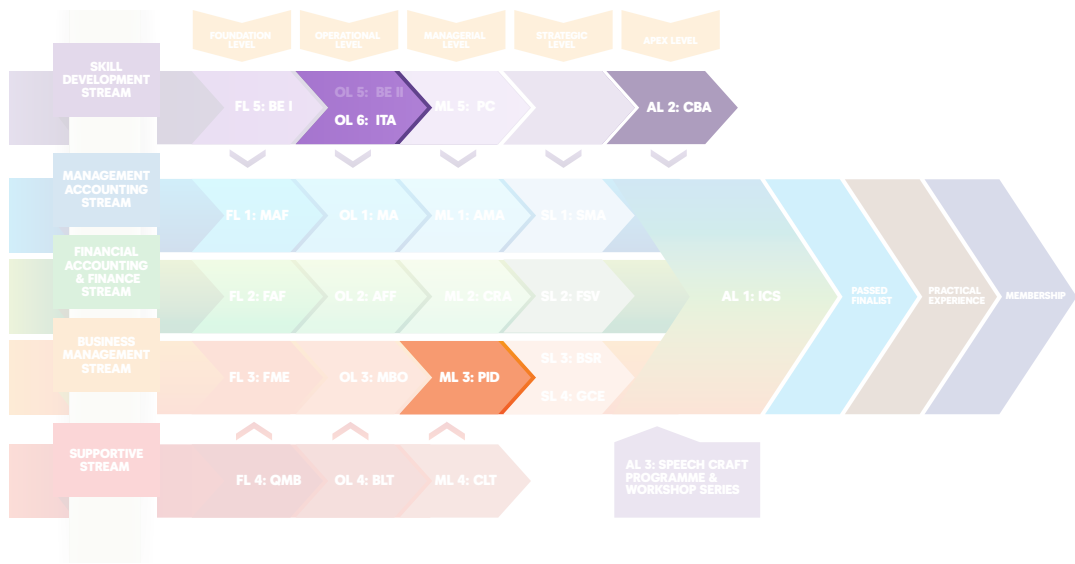 FOUNDATION
LEVEL
OPERATIONAL
LEVEL
MANAGERIAL
LEVEL
STRATEGIC
LEVEL
APEX LEVEL
SKILL
DEVELOPMENT
STREAM
FL 5: BE I
OL 5: BE II
OL 6: ITA
ML 5: PC
AL 2: CBA
MANAGEMENT
ACCOUNTING
STREAM
FL 1: MAF
OL 1: MA
ML 1: AMA
SL 1: SMA
FINANCIAL
ACCOUNTING
& FINANCE
STREAM
FL 2: FAF
OL 2: AFF
ML 2: CRA
SL 2: FSV
AL 1: ICS
PASSED
FINALIST
PRACTICAL
EXPERIENCE
MEMBERSHIP
BUSINESS
MANAGEMENT
STREAM
FL 3: FME
OL 3: MBO
ML 3: PID
SL 3: BSR
SL 4: GCE
SUPPORTIVE
STREAM
FL 4: QMB
OL 4: BLT
ML 4: CLT
AL 3: SPEECH CRAFT
PROGRAMME &
WORKSHOP SERIES